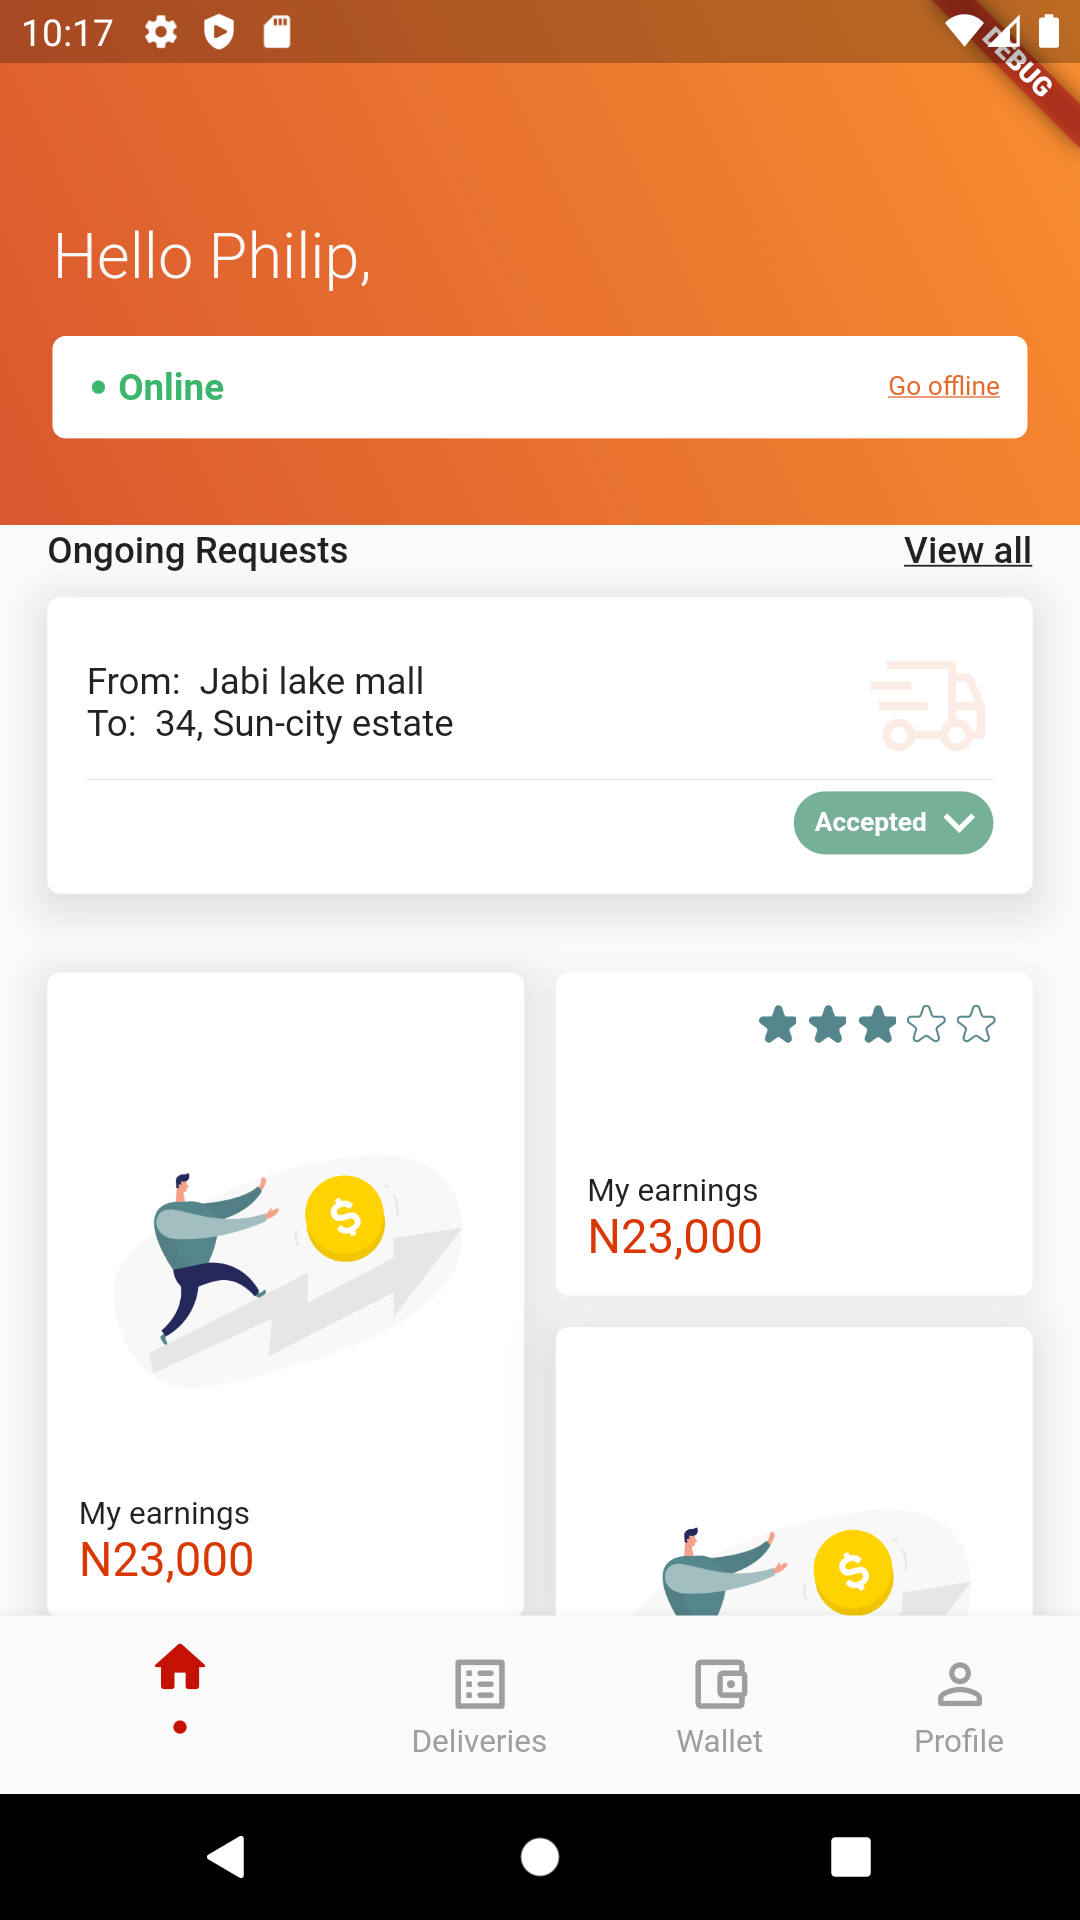 10:17
DEBUG
Hello Philip,
Online
Go offline
Ongoing Requests
View all
From: Jabi lake mall
To: 34, Sun-city estate
Accepted
$
My earnings
N23,000
My earnings
N23,000
$
Deliveries
Wallet
Profile